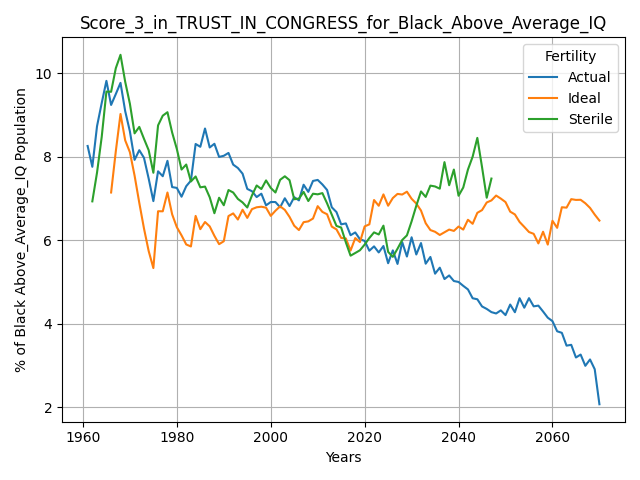 Score_3_in_TRUST_IN_CONGRESS_for_Black_Above_Average_IQ
Fertility
Actual
Ideal
Sterile
% of Black Above_Average_IQ Population
10
8
6
4
2
1960 1980 2000 2020 2040 2060
Years